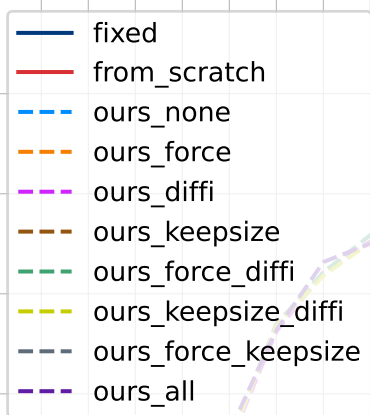 fixed
from_scratch
ours_none
ours_force
ours_diffi
ours_keepsize
ours_force_diffi
ours_keepsize_diffi
ours_force_keepsize
ours_all